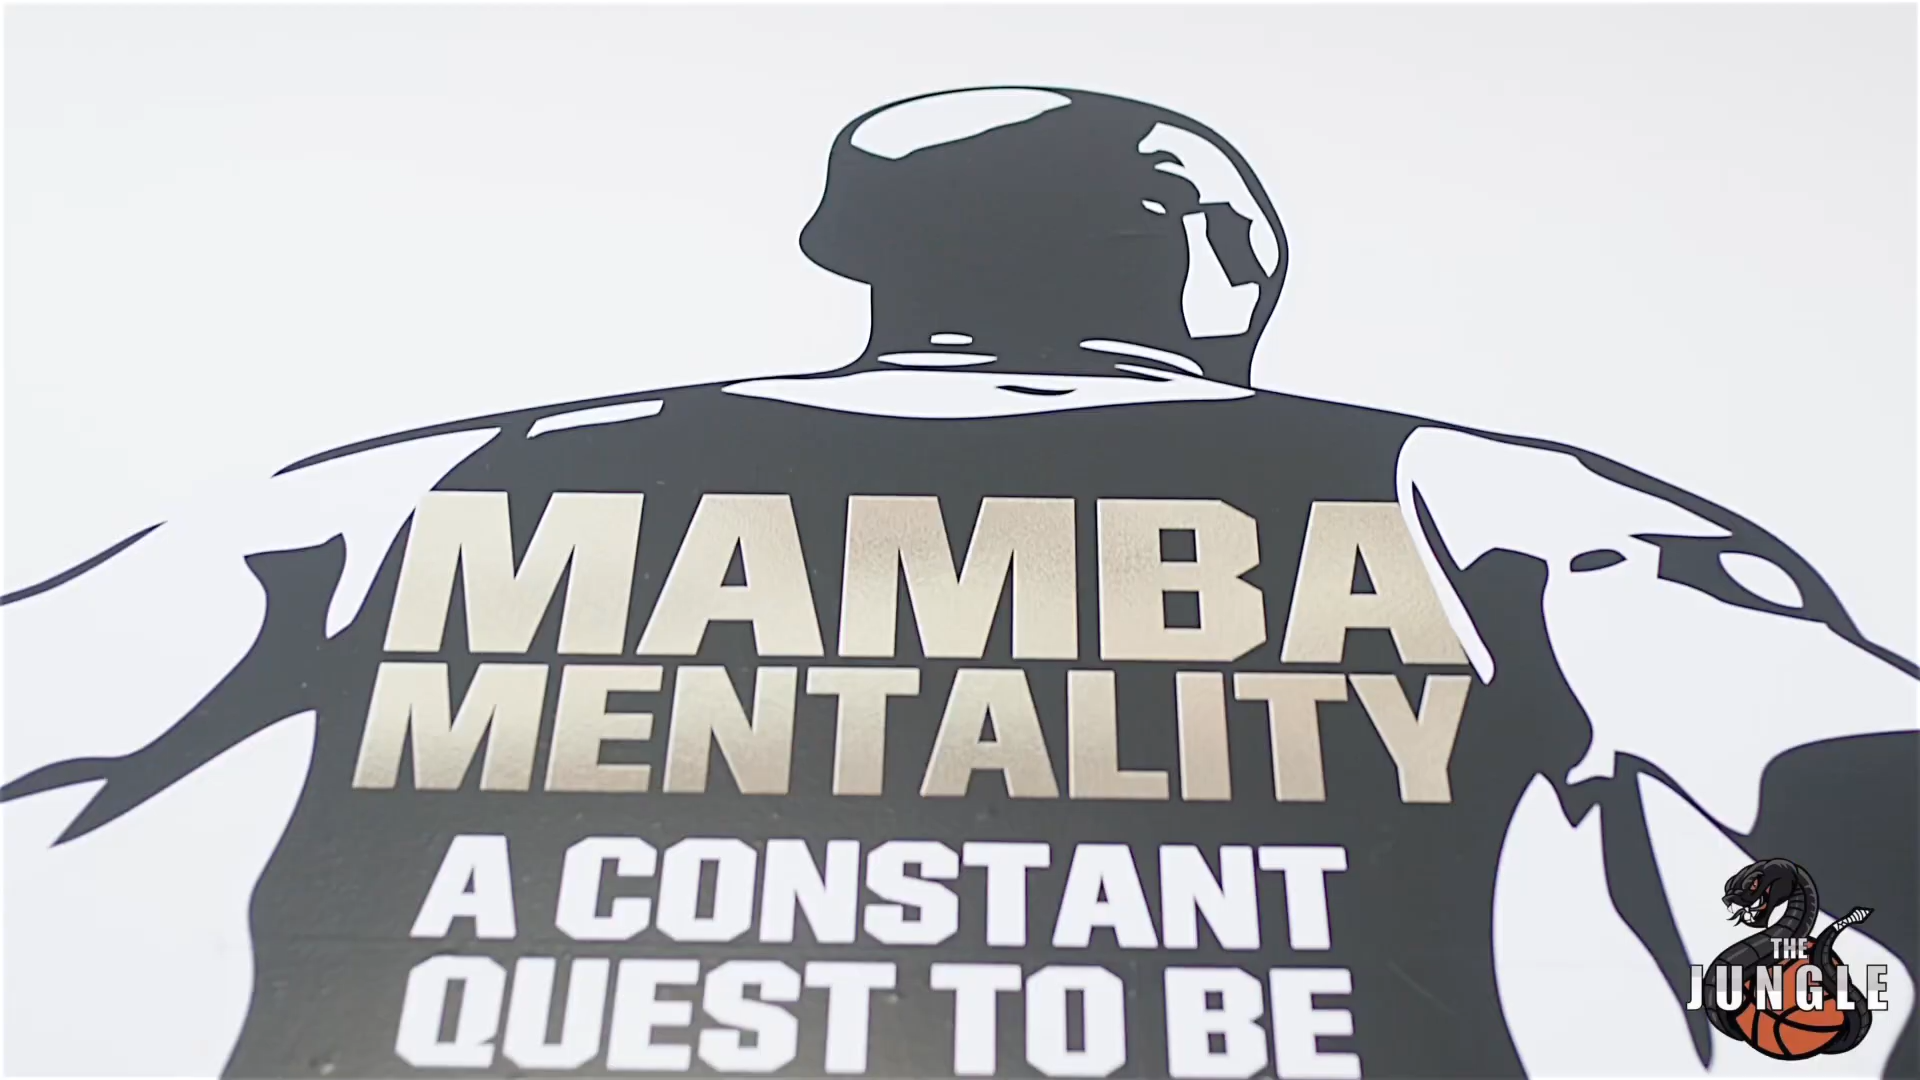 MAMBA
MENTALITY
A CONSTANT
QUEST TO BE
THE
JUNGLE